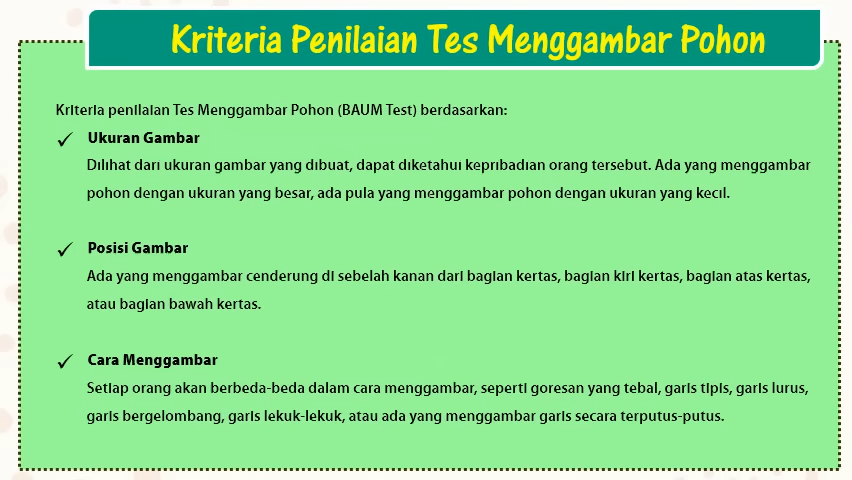 Kriteria Penilaian Tes Menggambar Pohon
Kriteria penilaian Tes Menggambar Pohon (BAUM Test) berdasarkan:
✓ Ukuran Gambar
Dilihat dari ukuran gambar yang dibuat, dapat diketahui kepribadian orang tersebut. Ada yang menggambar
pohon dengan ukuran yang besar, ada pula yang menggambar pohon dengan ukuran yang kecil.
✓ Posisi Gambar
Ada yang menggambar cenderung di sebelah kanan dari bagian kertas, bagian kiri kertas, bagian atas kertas,
atau bagian bawah kertas.
✓ Cara Menggambar
Setiap orang akan berbeda-beda dalam cara menggambar, seperti goresan yang tebal, garis tipis, garis lurus,
garis bergelombang, garis lekuk-lekuk, atau ada yang menggambar garis secara terputus-putus.